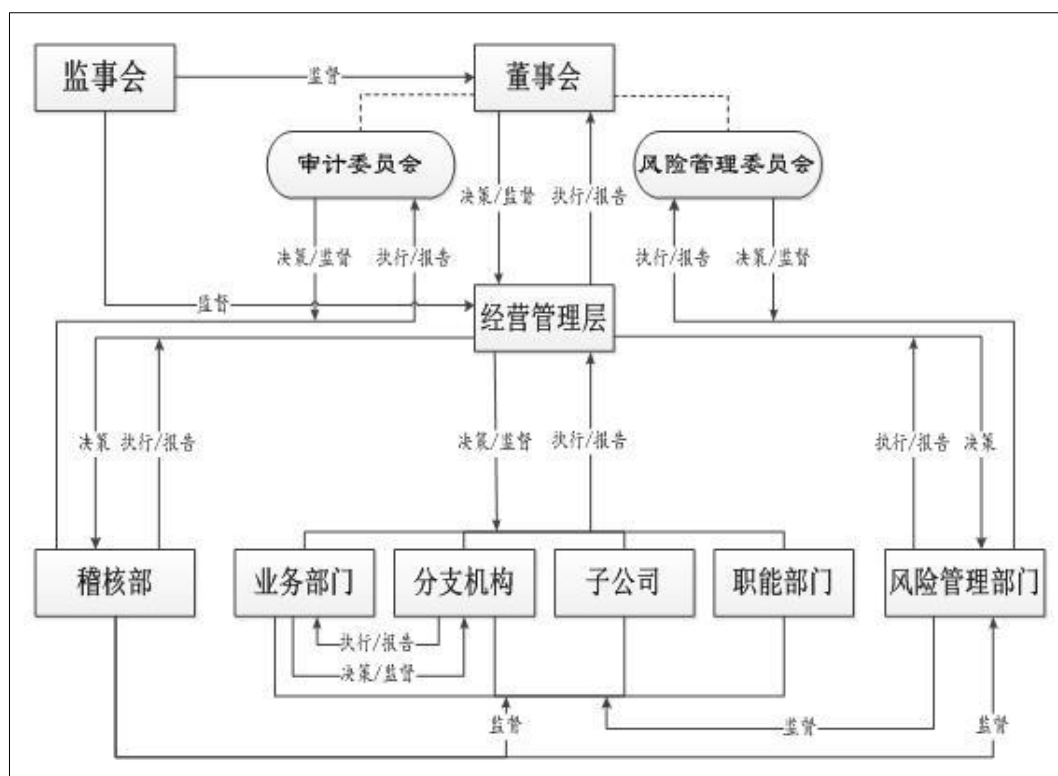 监事会
监督
董事会
审计委员会
风险管理委员会
决策/监督
执行/报告
决策/监督
执行/报告
执行/报告
决策/监督
监督
经营管理层
决策
执行/报告
决策/监督
执行/报告
执行/报告
决策
稽核部
业务部门
分支机构
子公司
职能部门
风险管理部门
执行/报告
决策/监督
监督
监督
监督